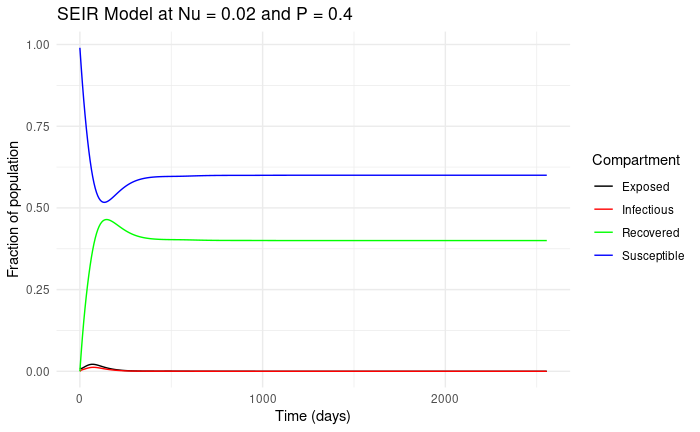 SEIR Model at Nu = 0.02 and P = 0.4
1.00
0.75
0.50
0.25
0.00
Fraction of population
0
1000
2000
Time (days)
Compartment
Exposed
Infectious
Recovered
Susceptible